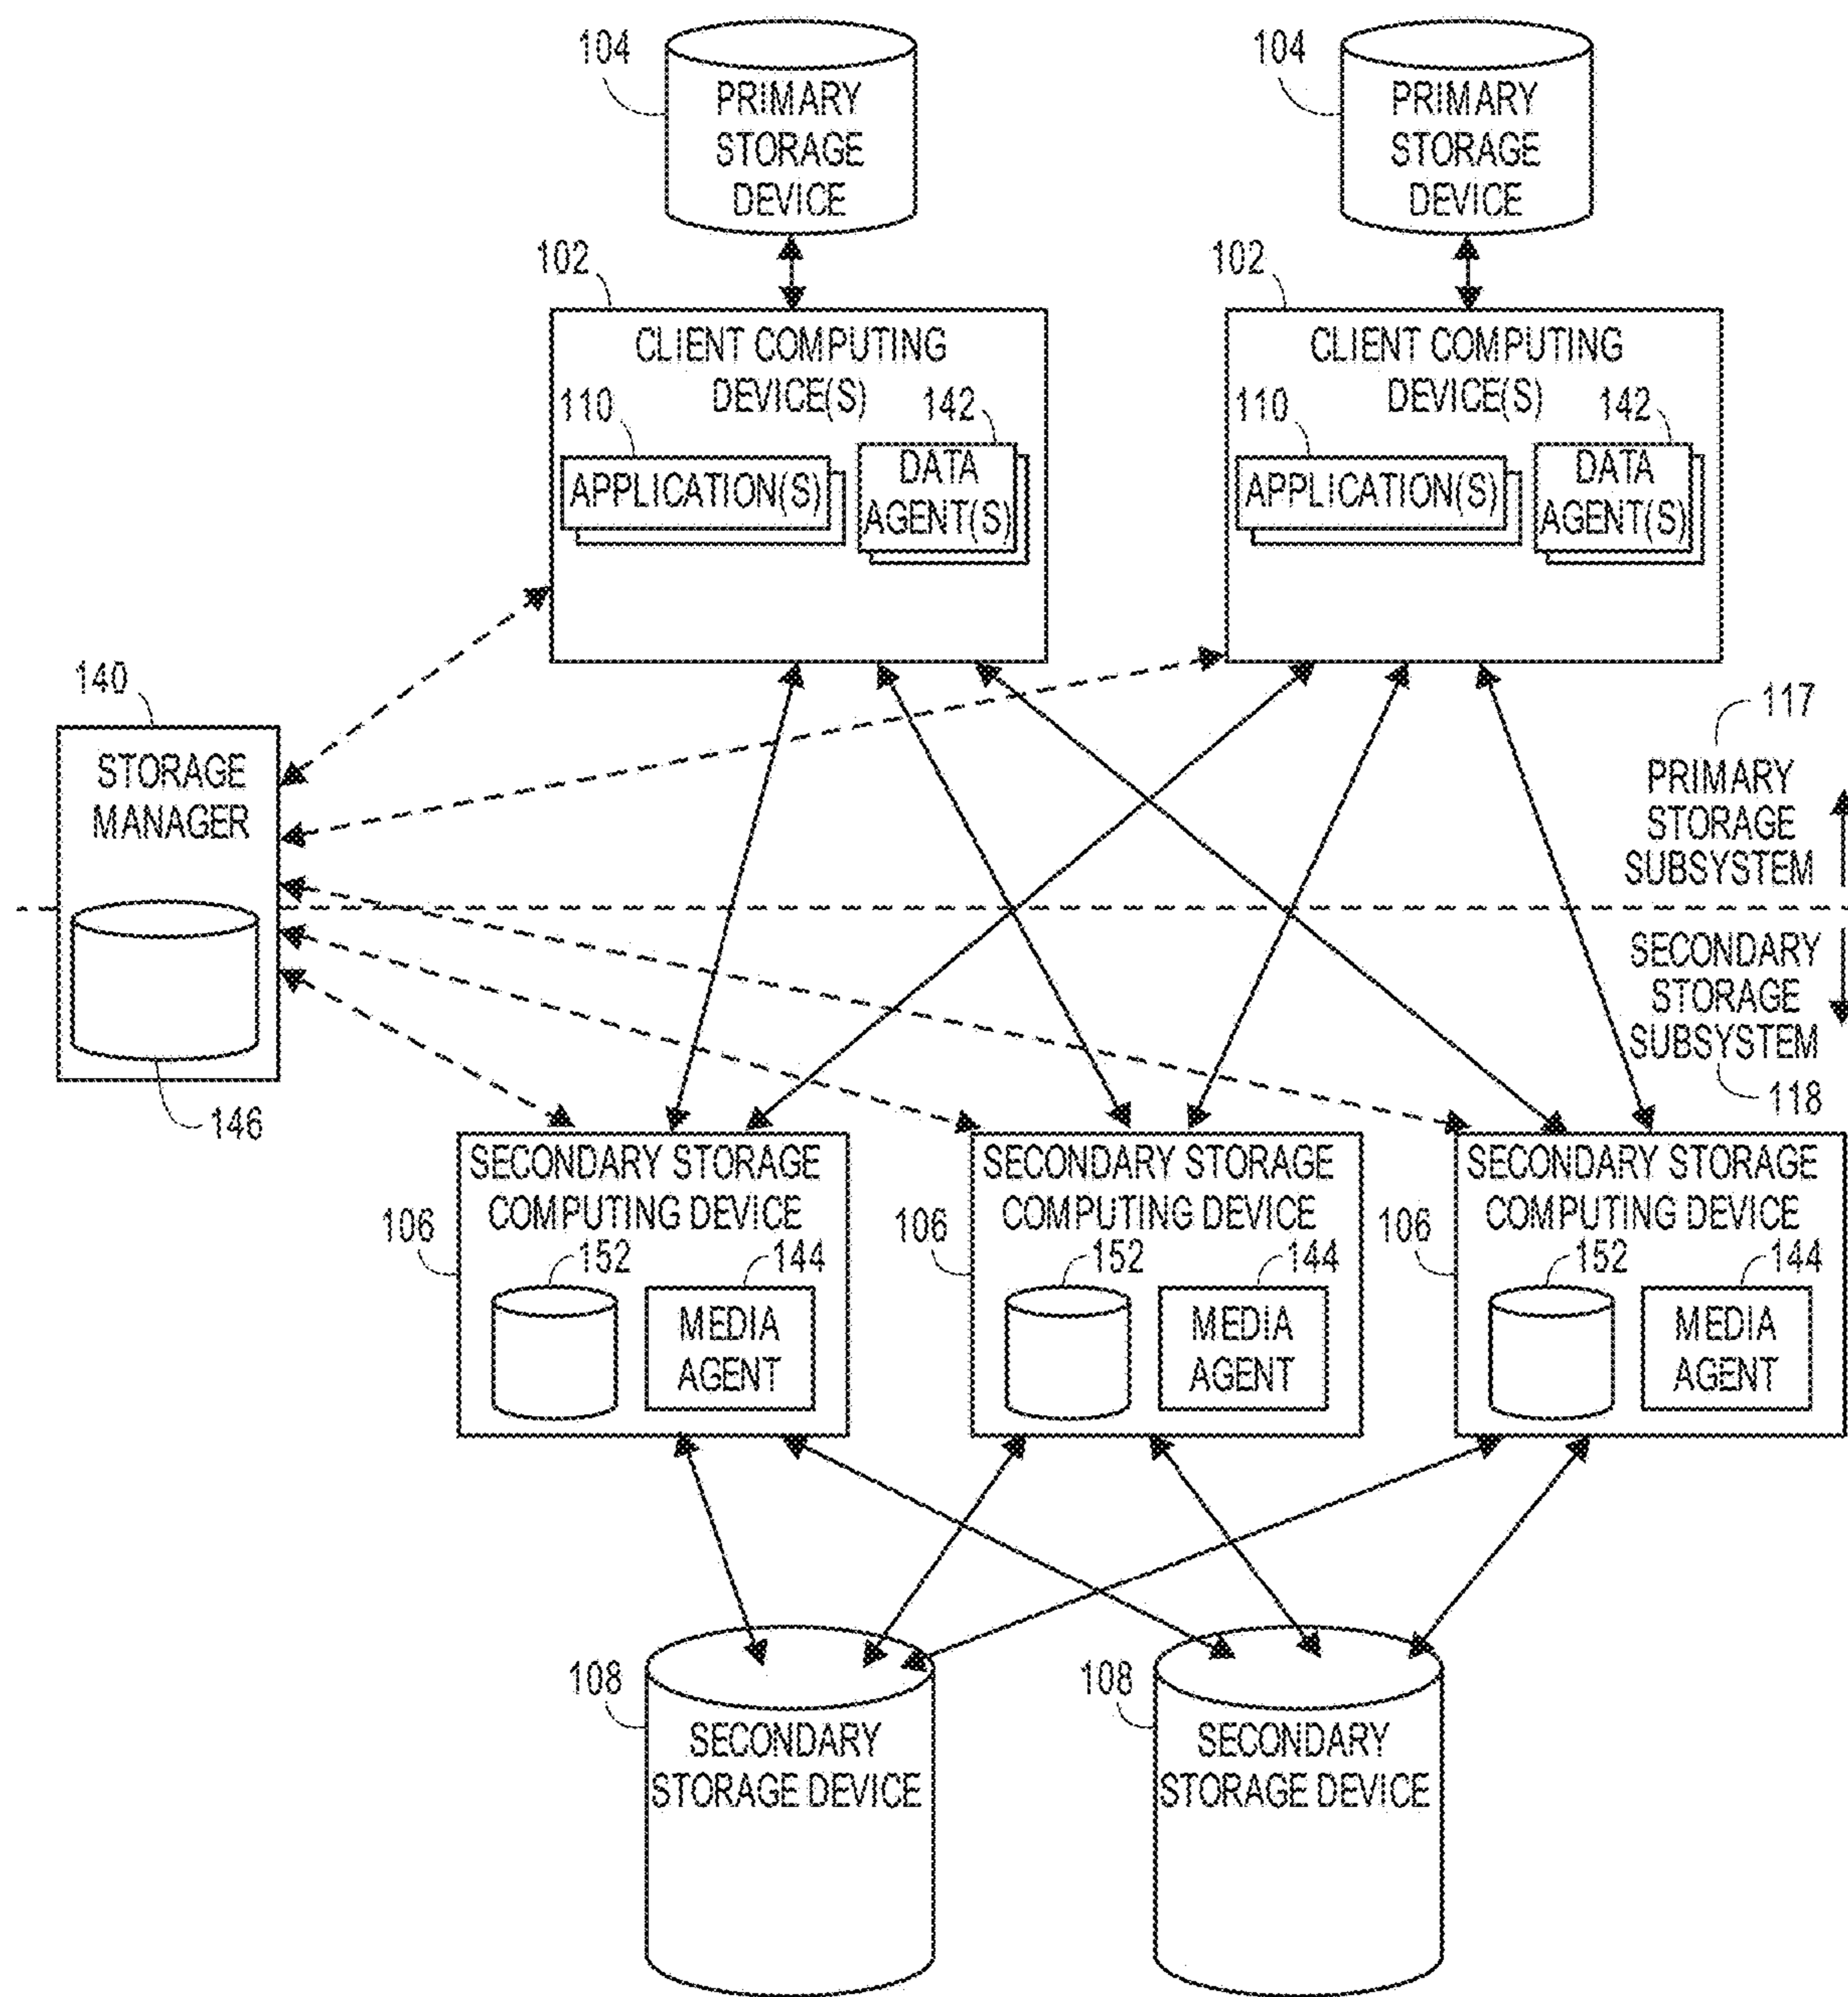 104
PRIMARY
STORAGE
DEVICE
104
PRIMARY
STORAGE
DEVICE
102
CLIENT COMPUTING
DEVICE(S)
110
142
APPLICATION(S)
DATA
AGENT(S)
102
CLIENT COMPUTING
DEVICE(S)
110
142
APPLICATION(S)
DATA
AGENT(S)
140
STORAGE
MANAGER
146
117
PRIMARY
STORAGE
SUBSYSTEM
SECONDARY
STORAGE
SUBSYSTEM
118
SECONDARY STORAGE
COMPUTING DEVICE
106
152
144
MEDIA
AGENT
SECONDARY STORAGE
COMPUTING DEVICE
106
152
144
MEDIA
AGENT
SECONDARY STORAGE
COMPUTING DEVICE
106
152
144
MEDIA
AGENT
108
SECONDARY
STORAGE DEVICE
108
SECONDARY
STORAGE DEVICE